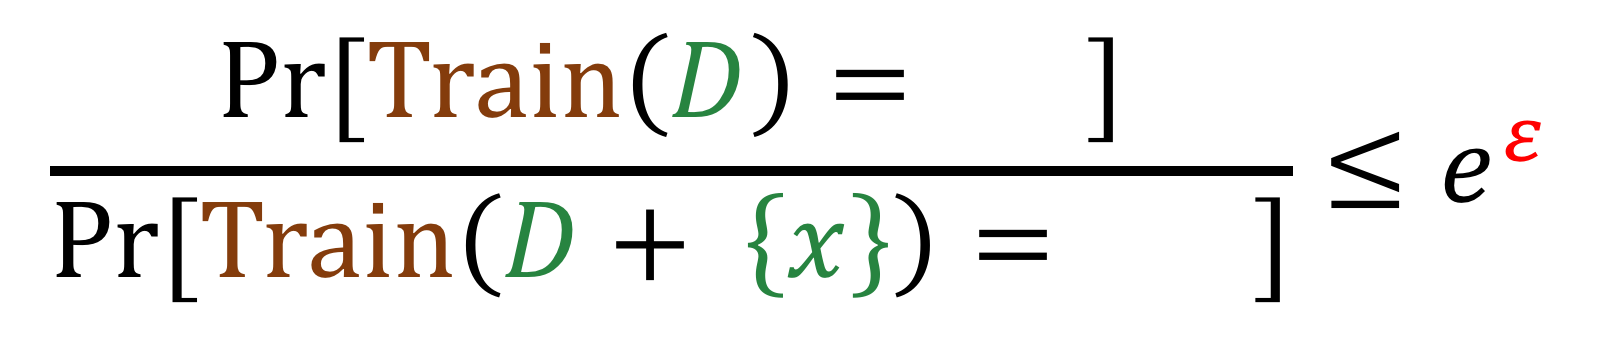 Pr[Train(D) = ]
Pr[Train(D + {x}) = ]
≤ e^ε